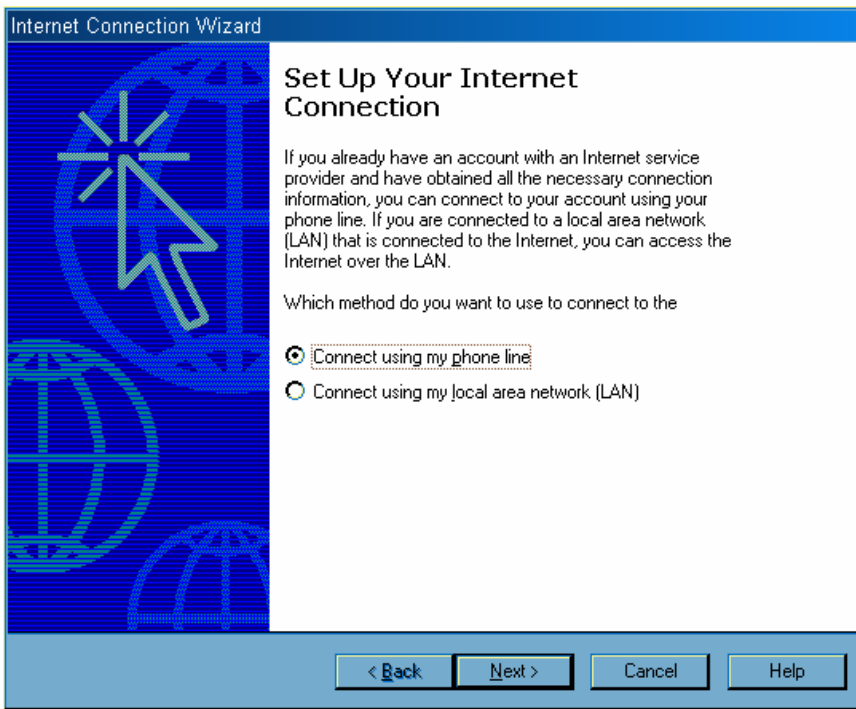 Internet Connection Wizard
Set Up Your Internet
Connection
If you already have an account with an Internet service
provider and have obtained all the necessary connection
information, you can connect to your account using your
phone line. If you are connected to a local area network
(LAN) that is connected to the Internet, you can access the
Internet over the LAN.
Which method do you want to use to connect to the
Connect using my phone line
Connect using my local area network (LAN)
< Back
Next >
Cancel
Help